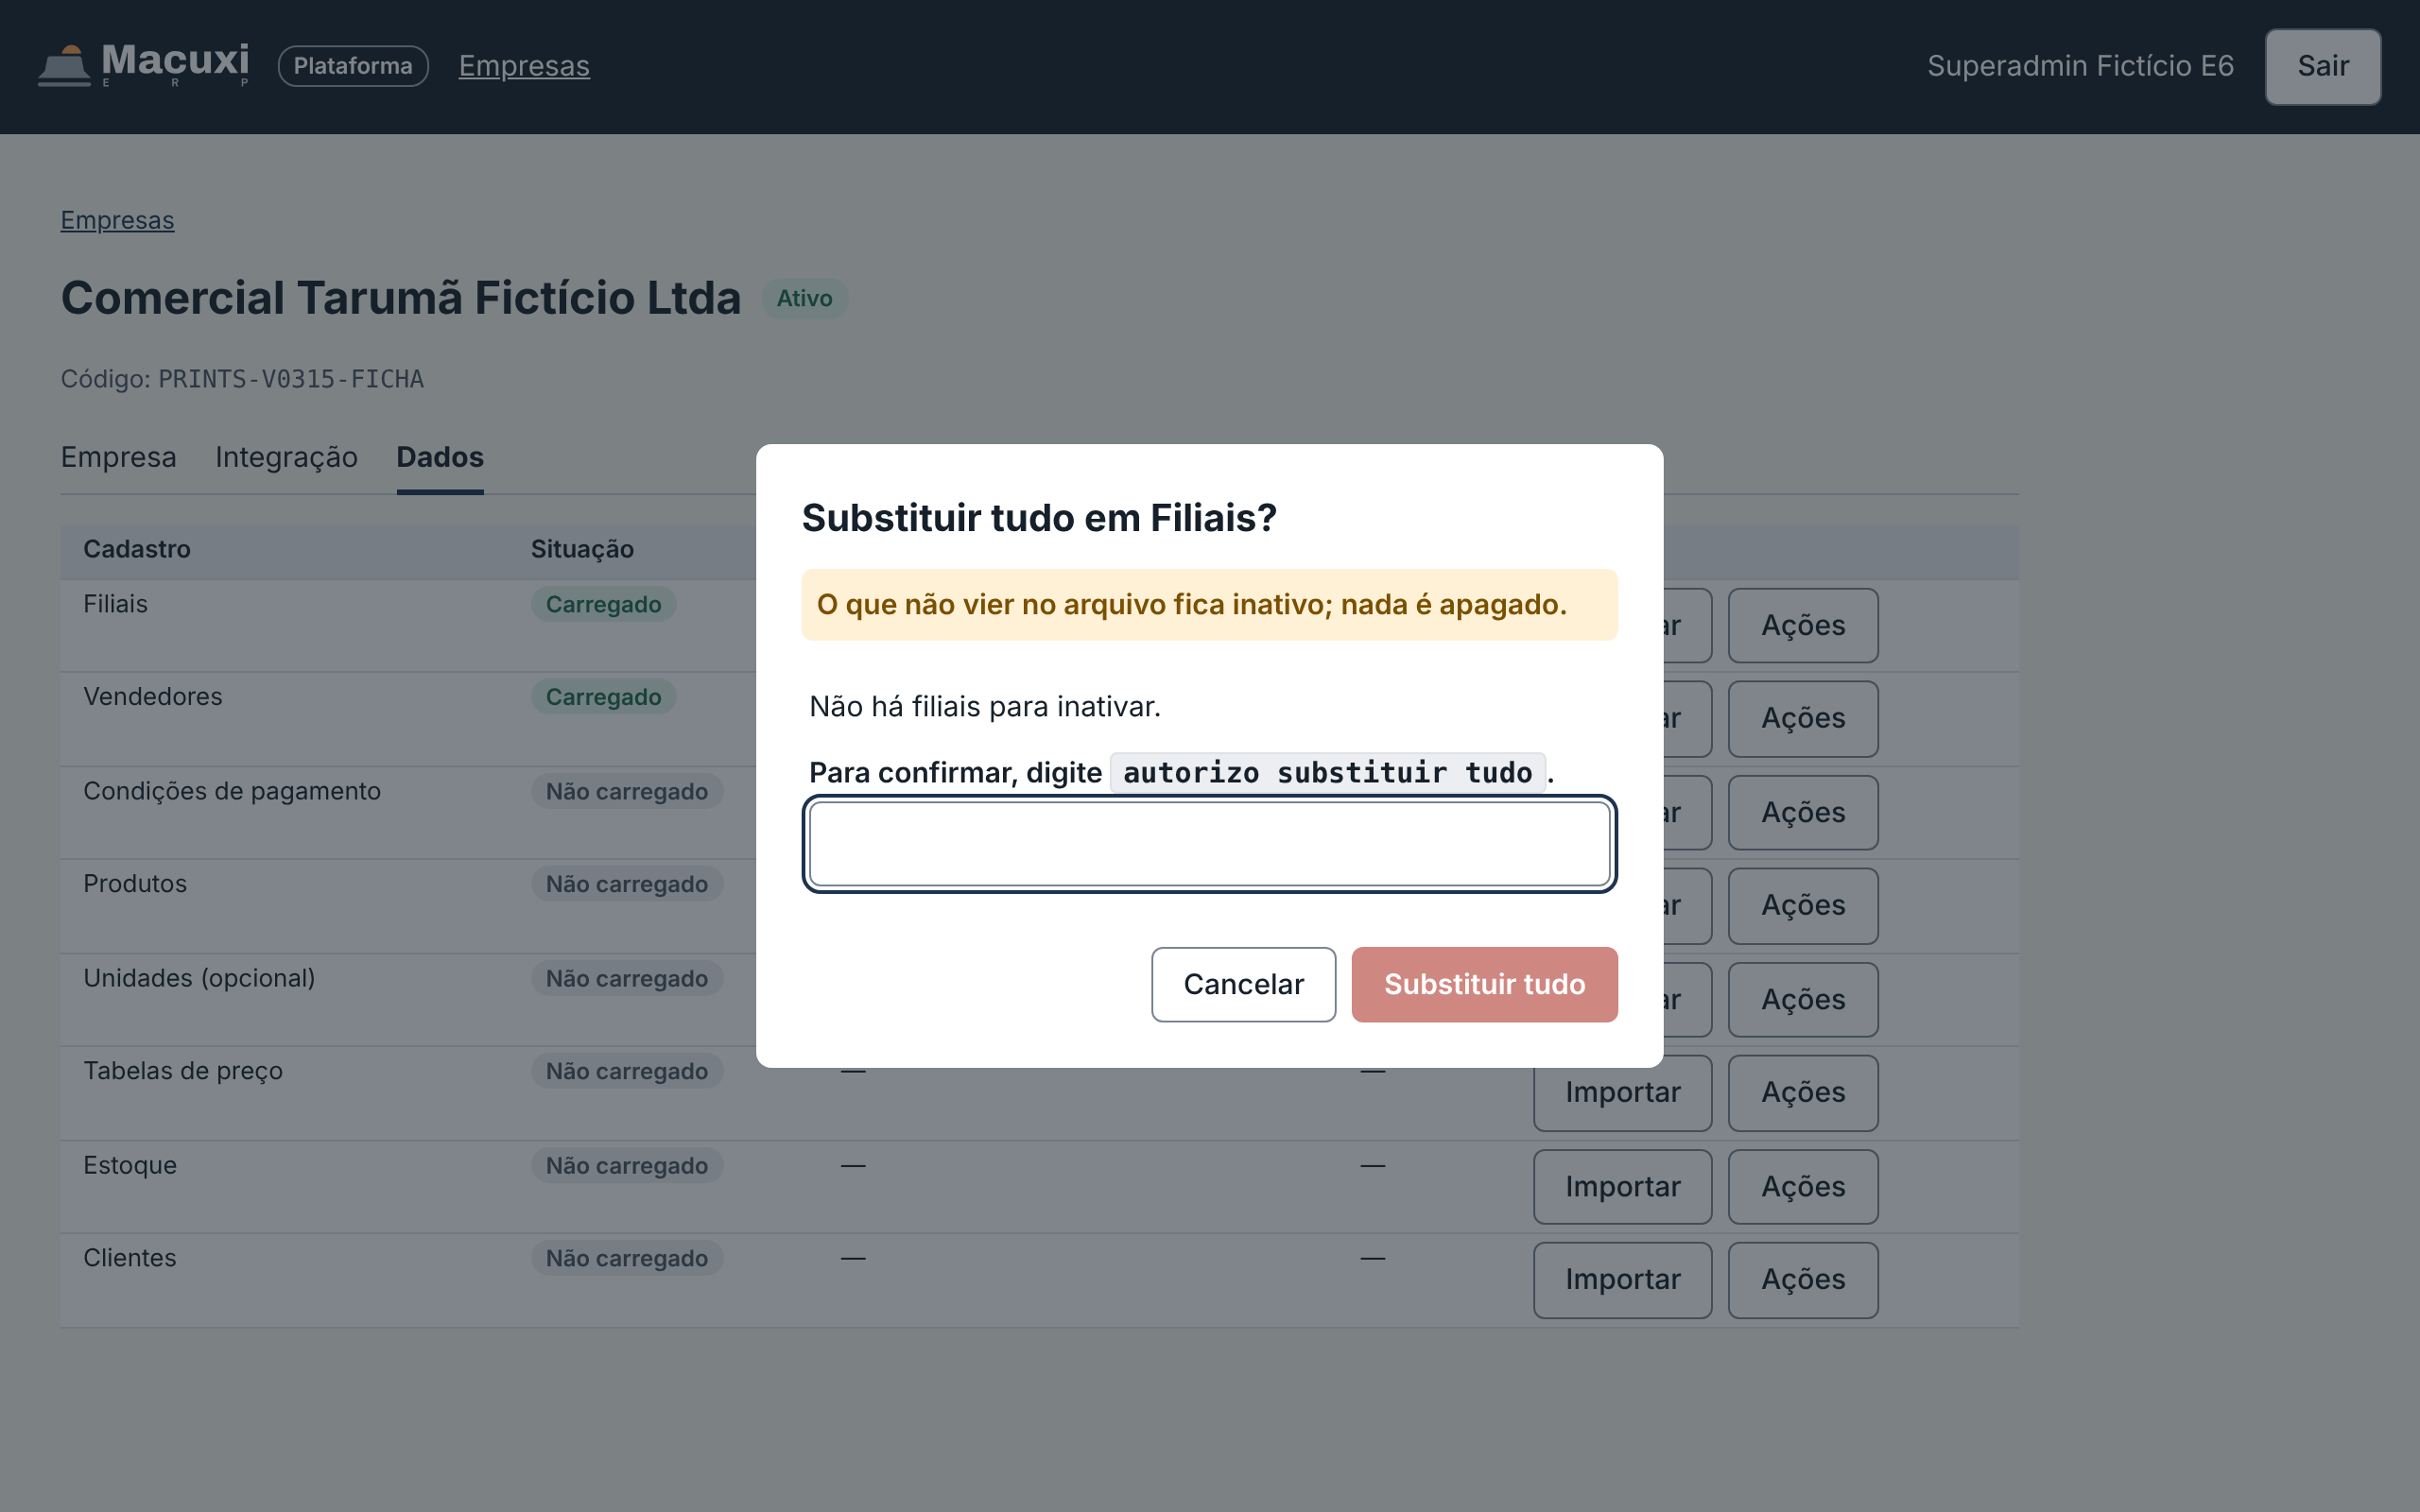 Macuxi
E R P
Plataforma
Empresas
Superadmin Fictício E6
Sair
Empresas
Comercial Tarumã Fictício Ltda
Ativo
Código: PRINTS-V0315-FICHA
Empresa
Integração
Dados
Cadastro
Situação
Filiais
Carregado
Ações
Vendedores
Carregado
Ações
Condições de pagamento
Não carregado
Ações
Produtos
Não carregado
Ações
Unidades (opcional)
Não carregado
Ações
Tabelas de preço
Não carregado
—
—
Importar
Ações
Estoque
Não carregado
—
—
Importar
Ações
Clientes
Não carregado
—
—
Importar
Ações
Substituir tudo em Filiais?
O que não vier no arquivo fica inativo; nada é apagado.
Não há filiais para inativar.
Para confirmar, digite autorizo substituir tudo.
Cancelar
Substituir tudo